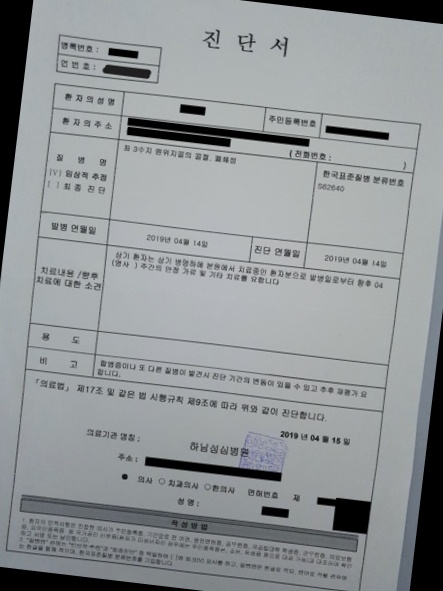 진 단 서
병록번호 :
연 번 호 :
환 자 의 성 명
주민등록번호
환 자 의 주 소
( 전화번호 : )
질 병 명
[V] 임상적 추정
[ ] 최 종 진 단
좌 3수지 원위지골의 골절, 폐쇄성
한국표준질병 분류번호
S62640
발병 연월일
2019년 04월 14일
진단 연월일
2019년 04월 14일
치료내용 /향후
치료에 대한 소견
상기 환자는 상기 병명하에 본원에서 치료중인 환자분으로 발병일로부터 향후 04
주간의 안정 가료 및 기타 치료를 요합니다
용 도
비 고
합병증이나 또 다른 질병이 발견시 진단 기간의 변동이 있을 수 있고 추후 재평가 요
합니다.
「의료법」 제17조 및 같은 법 시행규칙 제9조에 따라 위와 같이 진단합니다.
2019 년 04 월 15 일
의료기관 명칭 :
하남성심병원
주소 :
● 의사 ○치과의사 ○한의사 면허번호 제
성 명 :
작 성 방 법